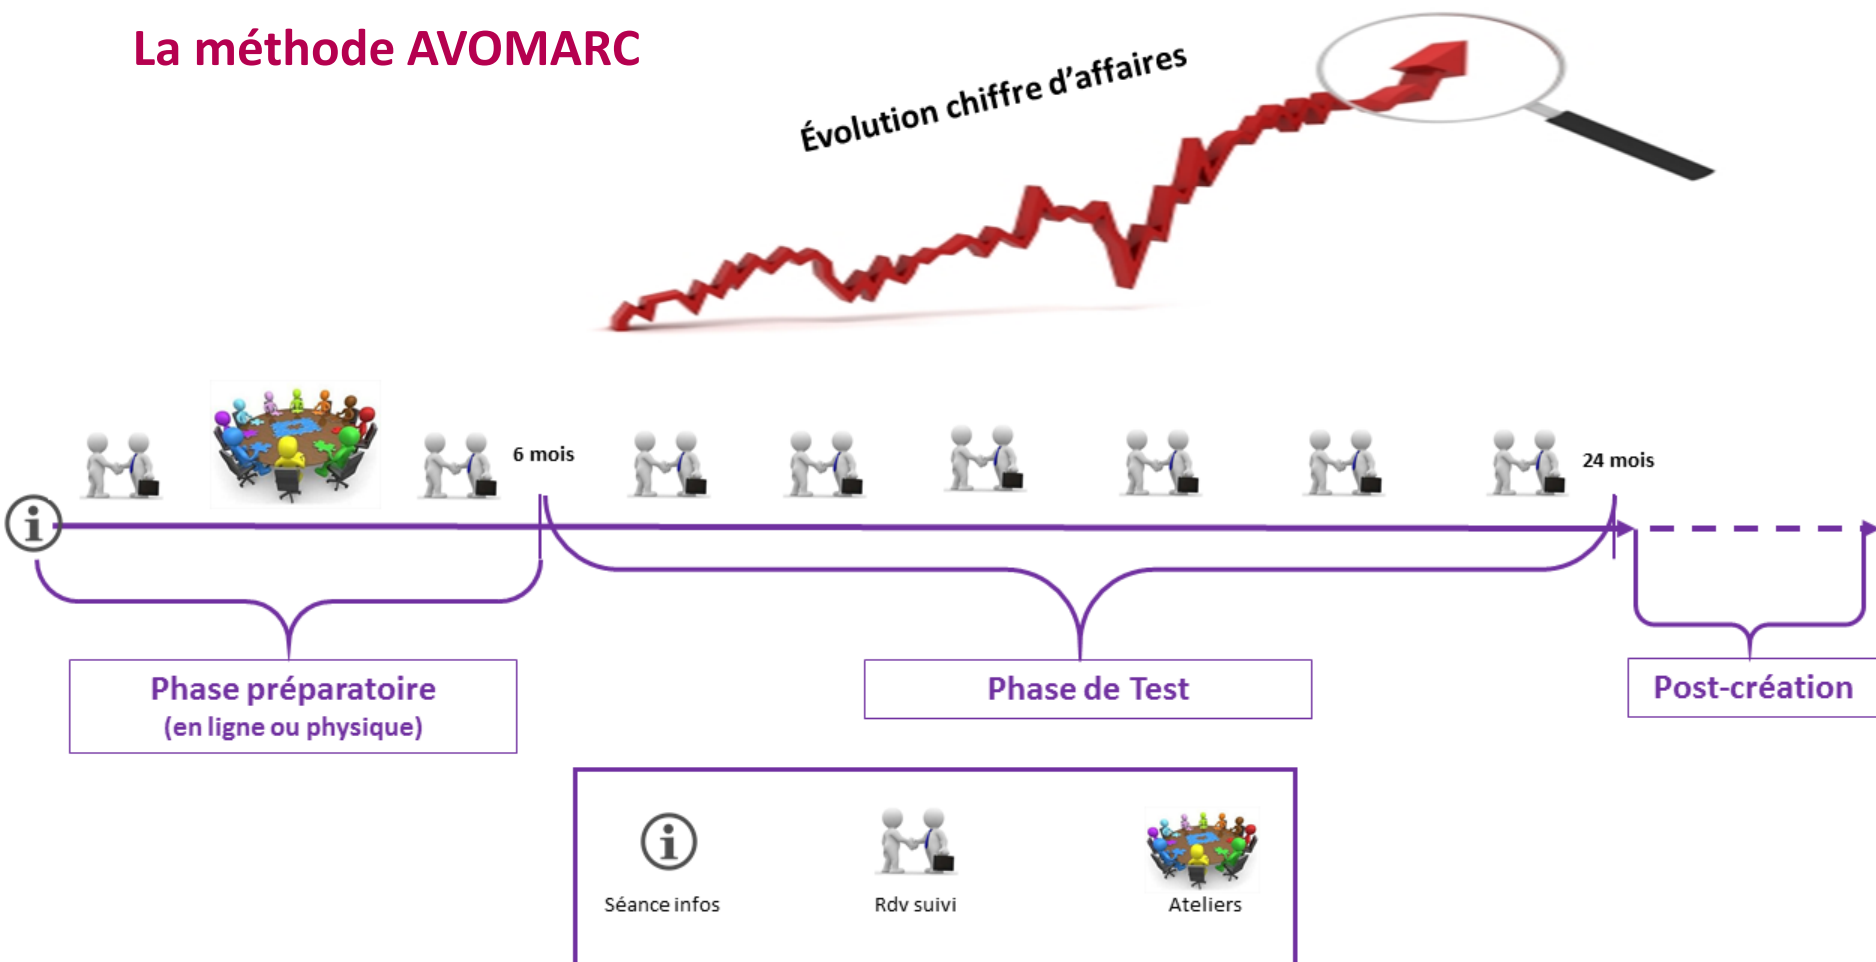 La méthode AVOMARC
Évolution chiffre d’affaires
6 mois
24 mois
Phase préparatoire
(en ligne ou physique)
Phase de Test
Post-création
Séance infos
Rdv suivi
Ateliers